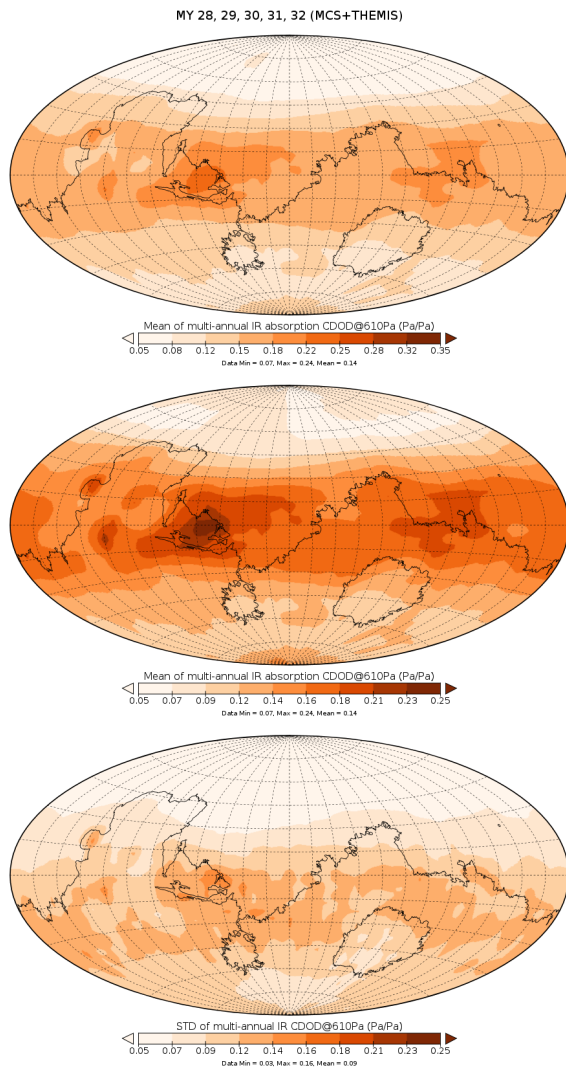 MY 28, 29, 30, 31, 32 (MCS+THEMIS)
Mean of multi-annual IR absorption CDOD@610Pa (Pa/Pa)
0.05 0.08 0.12 0.15 0.18 0.22 0.25 0.28 0.32 0.35
Data Min = 0.07, Max = 0.24, Mean = 0.14
Mean of multi-annual IR absorption CDOD@610Pa (Pa/Pa)
0.05 0.07 0.09 0.12 0.14 0.16 0.18 0.21 0.23 0.25
Data Min = 0.07, Max = 0.24, Mean = 0.14
STD of multi-annual IR CDOD@610Pa (Pa/Pa)
0.05 0.07 0.09 0.12 0.14 0.16 0.18 0.21 0.23 0.25
Data Min = 0.03, Max = 0.16, Mean = 0.09